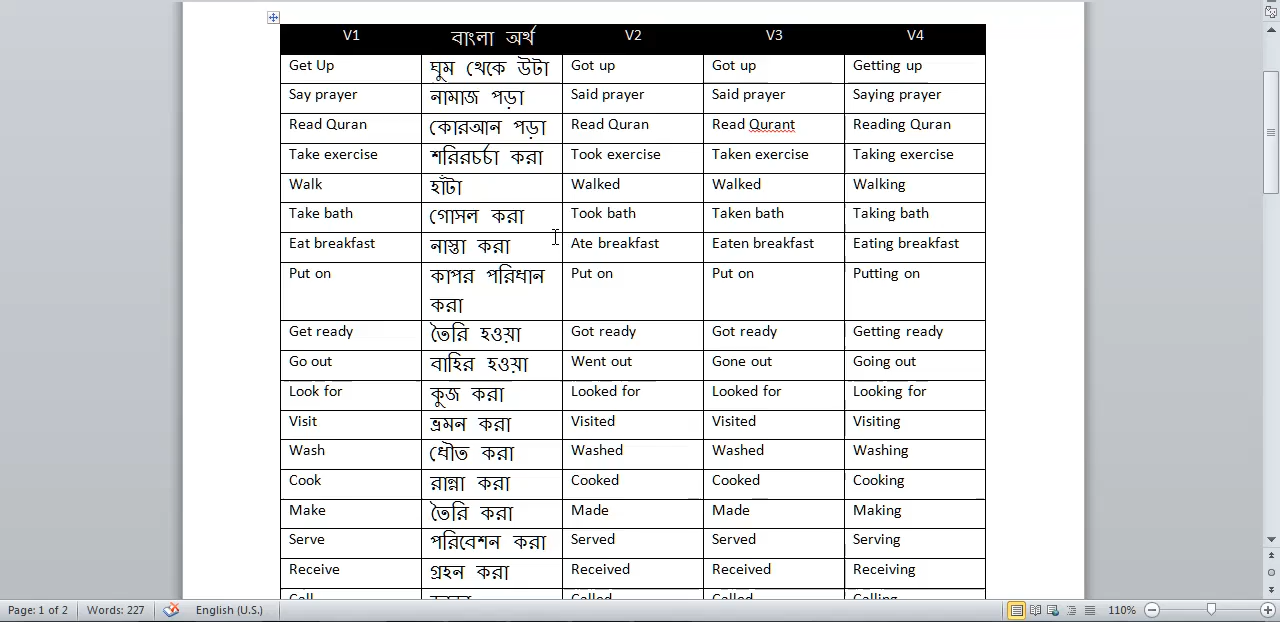 V1 বাংলা অর্থ V2 V3 V4
Get Up ঘুম থেকে উটা Got up Got up Getting up
Say prayer নামাজ পড়া Said prayer Said prayer Saying prayer
Read Quran কোরআন পড়া Read Quran Read Qurant Reading Quran
Take exercise শরিরচর্চা করা Took exercise Taken exercise Taking exercise
Walk হাঁটা Walked Walked Walking
Take bath গোসল করা Took bath Taken bath Taking bath
Eat breakfast নাস্তা করা Ate breakfast Eaten breakfast Eating breakfast
Put on কাপর পরিধান Put on Put on Putting on
করা
Get ready তৈরি হওয়া Got ready Got ready Getting ready
Go out বাহির হওয়া Went out Gone out Going out
Look for কুজ করা Looked for Looked for Looking for
Visit ভ্রমন করা Visited Visited Visiting
Wash ধৌত করা Washed Washed Washing
Cook রান্না করা Cooked Cooked Cooking
Make তৈরি করা Made Made Making
Serve পরিবেশন করা Served Served Serving
Receive গ্রহন করা Received Received Receiving
Call Called Called Calling
Page: 1 of 2 Words: 227 English (U.S.) 110%